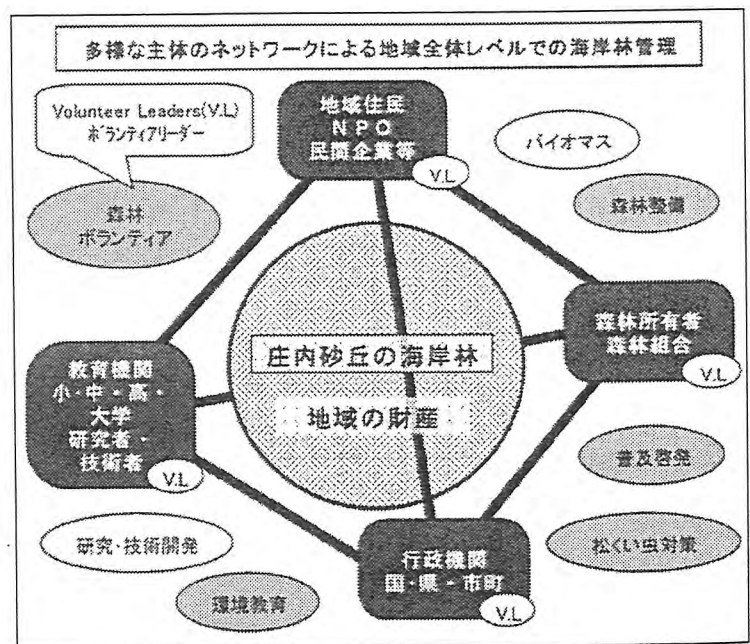 多様な主体のネットワークによる地域全体レベルでの海岸林管理
Volunteer Leaders(V.L)
ボランティアリーダー
地域住民
NPO
民間企業等
V.L
バイオマス
森林
ボランティア
森林整備
庄内砂丘の海岸林
地域の財産
森林所有者
森林組合
V.L
教育機関
小・中・高・
大学
研究者・
技術者
V.L
普及啓発
研究・技術開発
松くい虫対策
環境教育
行政機関
国・県・市町
V.L